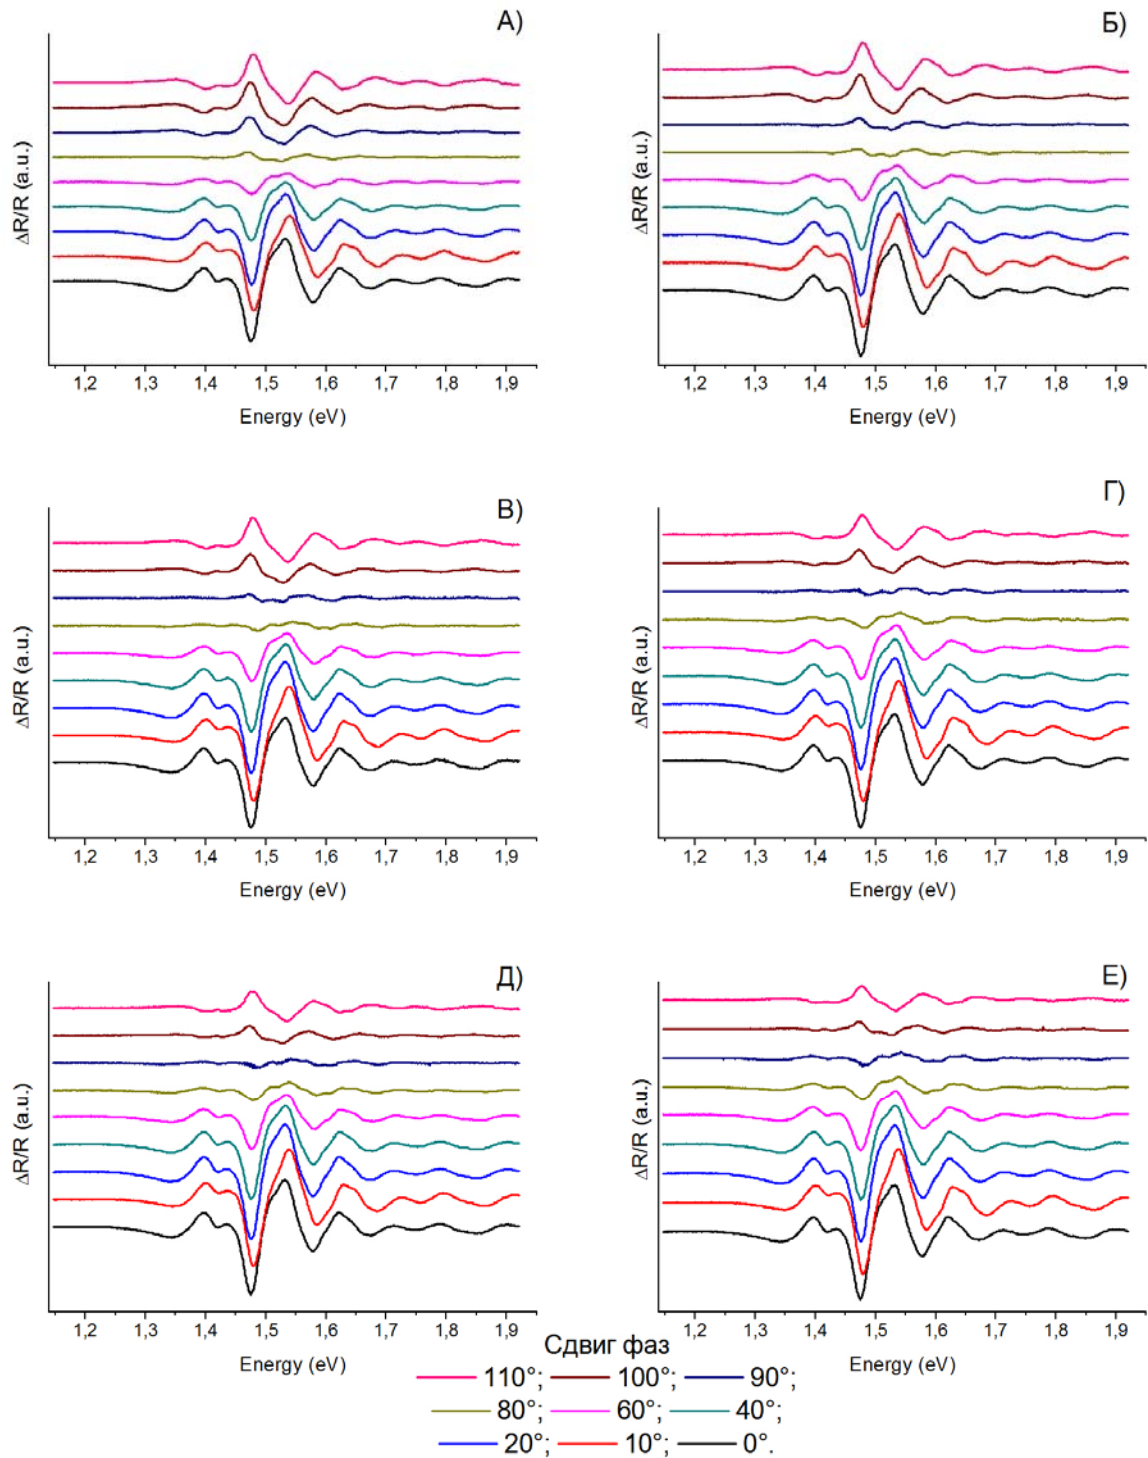 А)
ΔR/R (a.u.)
1,2 1,3 1,4 1,5 1,6 1,7 1,8 1,9
Energy (eV)
Б)
ΔR/R (a.u.)
1,2 1,3 1,4 1,5 1,6 1,7 1,8 1,9
Energy (eV)
В)
ΔR/R (a.u.)
1,2 1,3 1,4 1,5 1,6 1,7 1,8 1,9
Energy (eV)
Г)
ΔR/R (a.u.)
1,2 1,3 1,4 1,5 1,6 1,7 1,8 1,9
Energy (eV)
Д)
ΔR/R (a.u.)
1,2 1,3 1,4 1,5 1,6 1,7 1,8 1,9
Energy (eV)
Е)
ΔR/R (a.u.)
1,2 1,3 1,4 1,5 1,6 1,7 1,8 1,9
Energy (eV)
Сдвиг фаз
110°; 100°; 90°;
80°; 60°; 40°;
20°; 10°; 0°.